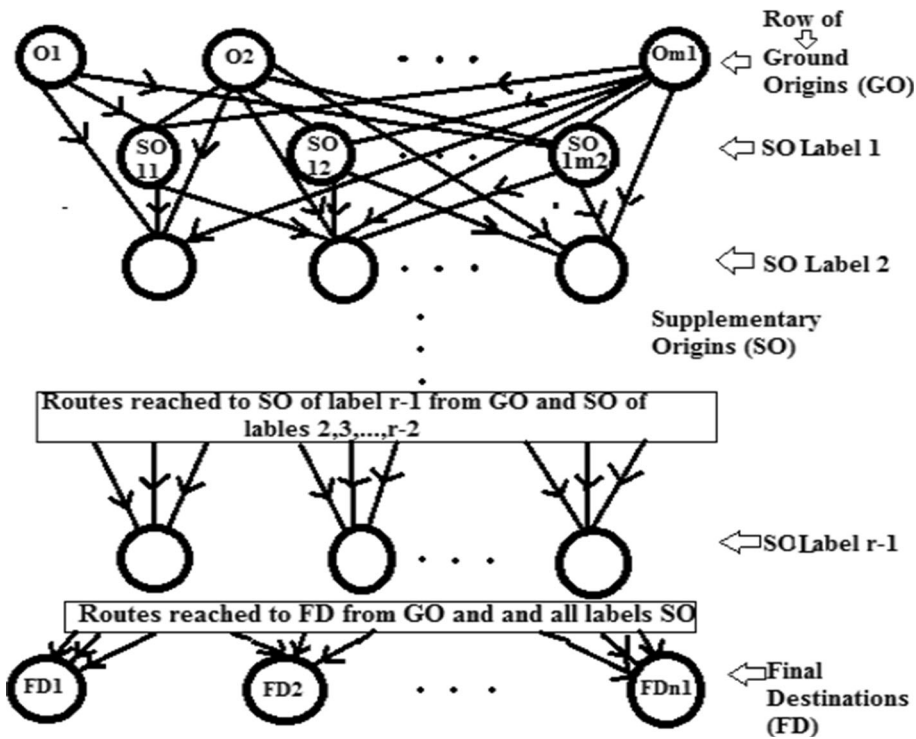 Row of
O1
O2
Om1
Ground
Origins (GO)
SO
11
SO
12
SO
1m2
SO Label 1
SO Label 2
Supplementary
Origins (SO)
Routes reached to SO of label r-1 from GO and SO of
lables 2,3,...,r-2
SO Label r-1
Routes reached to FD from GO and and all labels SO
FD1
FD2
FDn1
Final
Destinations
(FD)